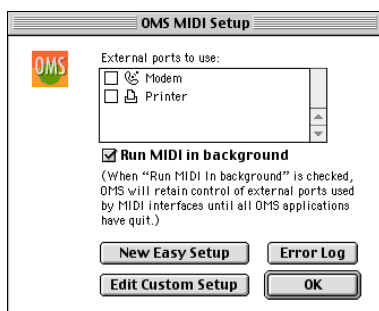 OMS MIDI Setup
OMS
External ports to use:
Modem
Printer
Run MIDI in background
(When “Run MIDI In background” is checked,
OMS will retain control of external ports used
by MIDI interfaces until all OMS applications
have quit.)
New Easy Setup
Error Log
Edit Custom Setup
OK